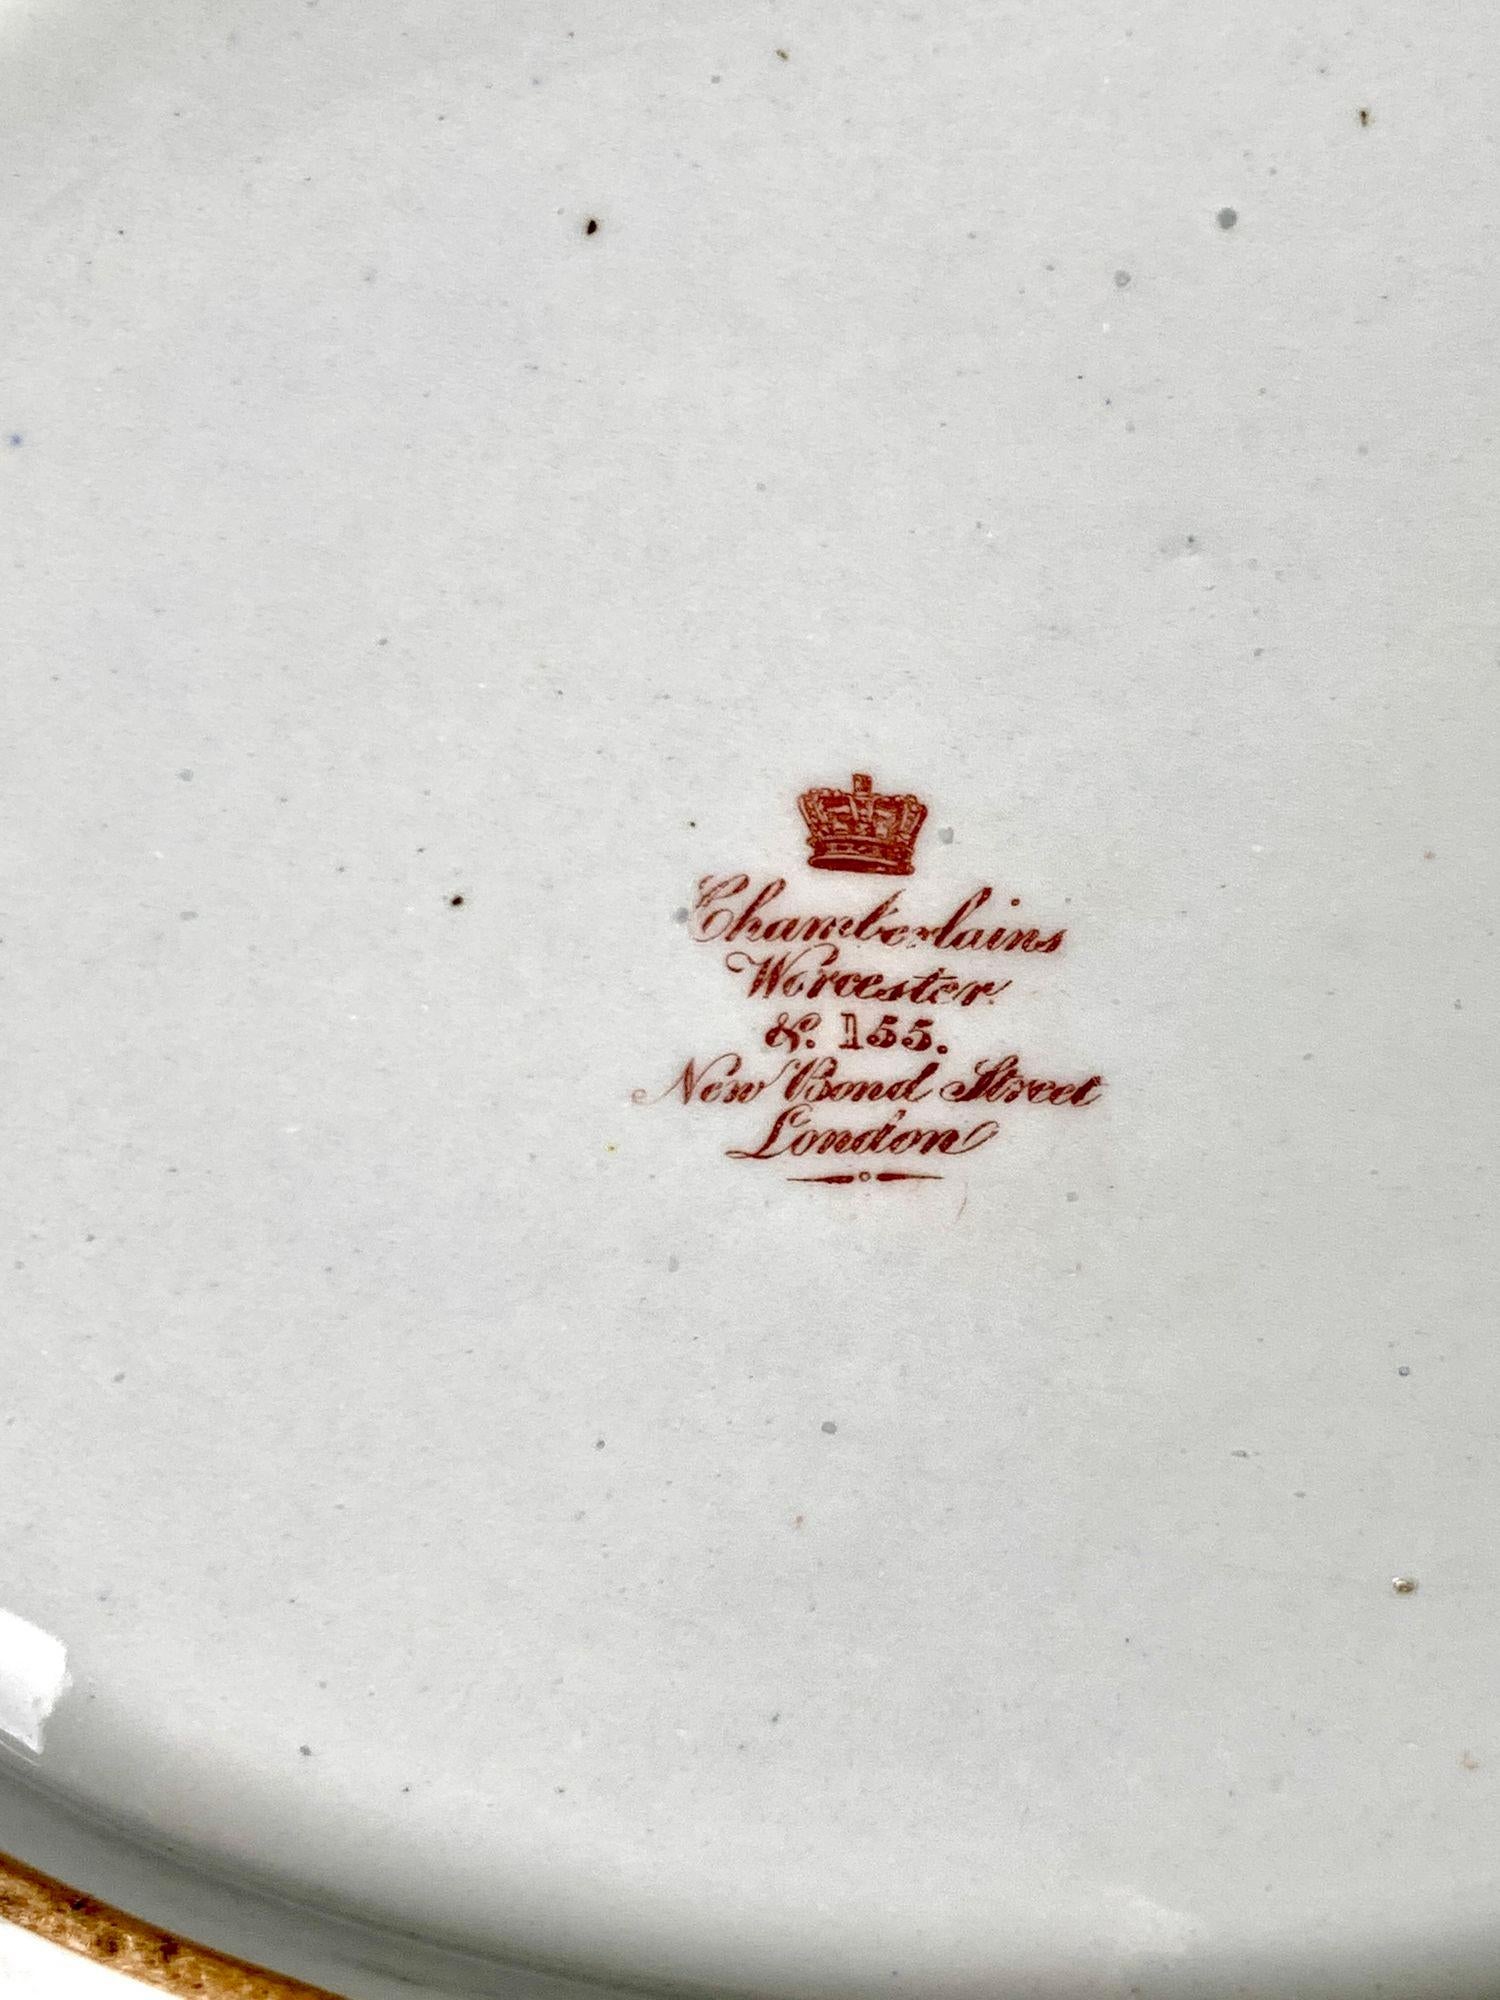 Chamberlains
Worcester
&. 155.
New Bond Street
London